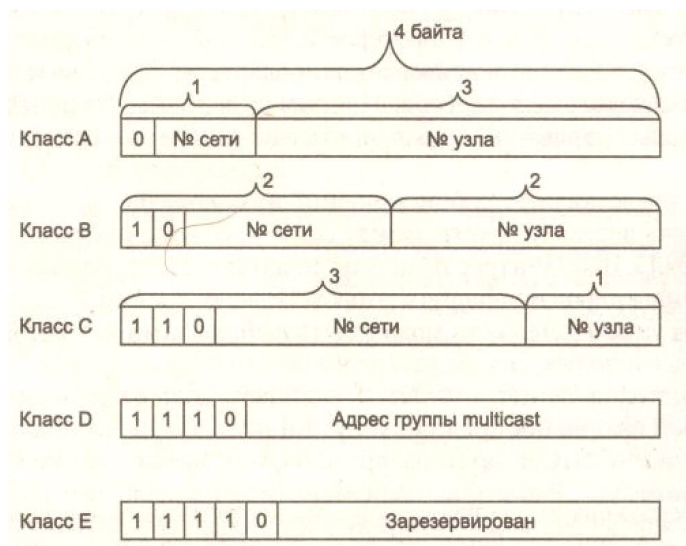 4 байта
1 3
Класс A 0 № сети № узла
2 2
Класс B 1 0 № сети № узла
3 1
Класс C 1 1 0 № сети № узла
Класс D 1 1 1 0 Адрес группы multicast
Класс E 1 1 1 1 0 Зарезервирован